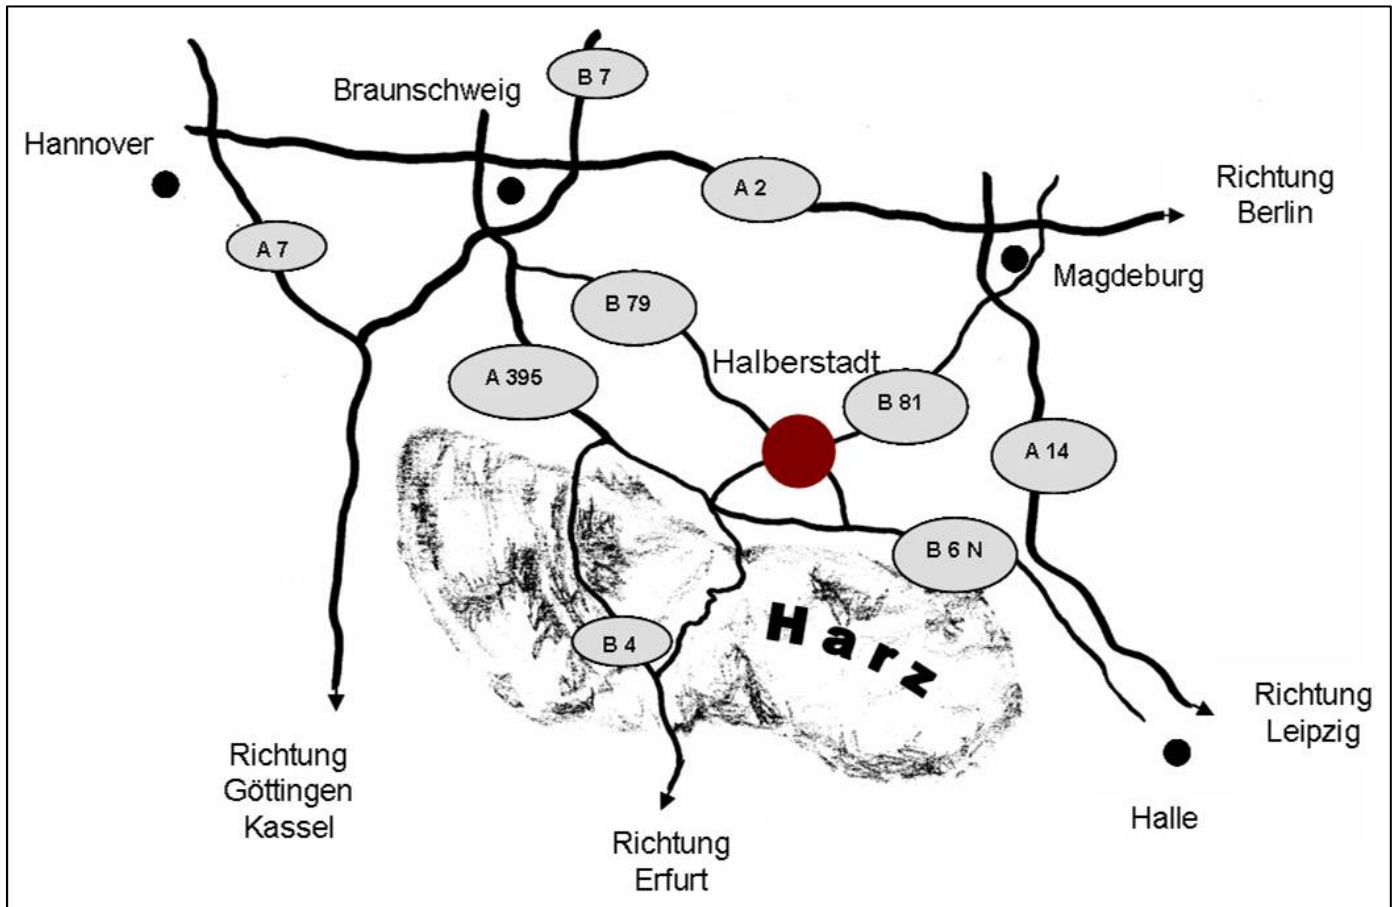 B 7
Braunschweig
Hannover
A 2
Richtung
Berlin
A 7
Magdeburg
B 79
Halberstadt
A 395
B 81
A 14
B 6 N
Harz
B 4
Richtung
Leipzig
Richtung
Göttingen
Kassel
Halle
Richtung
Erfurt